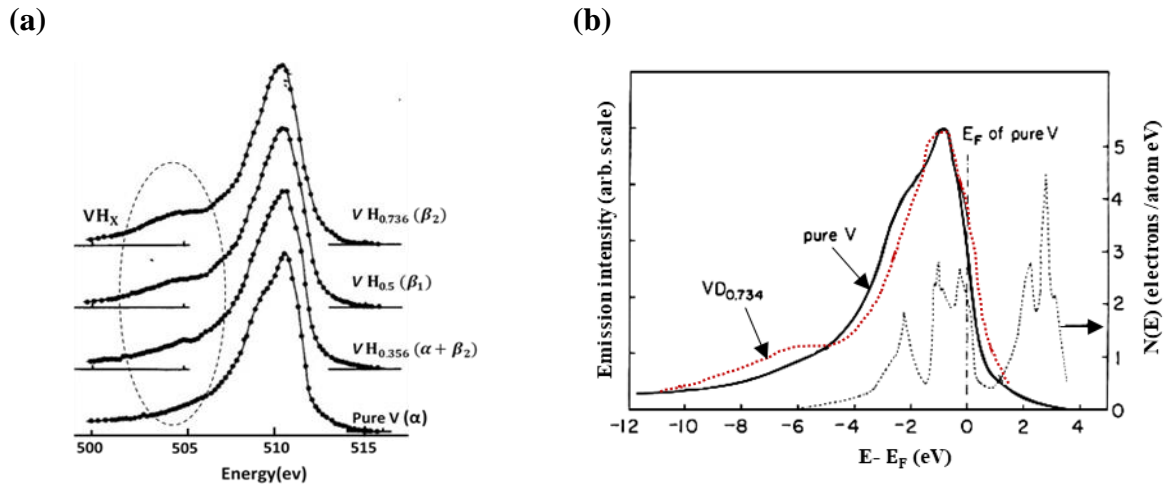 (a)
VHX
V H0.736 (β2)
V H0.5 (β1)
V H0.356 (α + β2)
Pure V (α)
500
505
510
515
Energy(ev)
(b)
Emission intensity (arb. scale)
EF of pure V
pure V
VD0.734
5
4
3
2
1
0
N(E) (electrons /atom eV)
-12
-10
-8
-6
-4
-2
0
2
4
E- EF (eV)